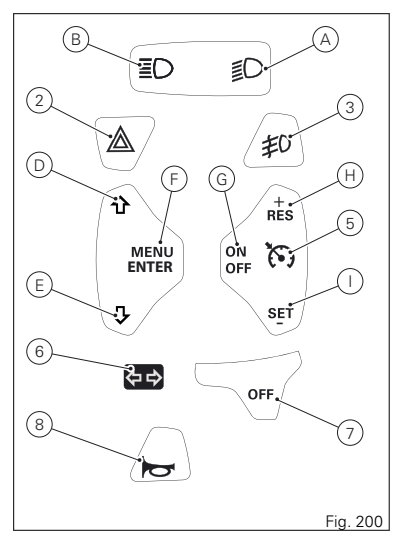 B
A
2
3
D
F
G
H
+
RES
MENU
ENTER
ON
OFF
5
E
I
SET
-
6
OFF
7
8
Fig. 200